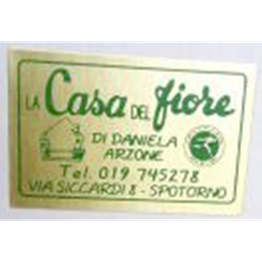 LA Casa DEL fiore
DI DANIELA
ARZONE
Tel. 019 745278
VIA SICCARDI 8 - SPOTORNO